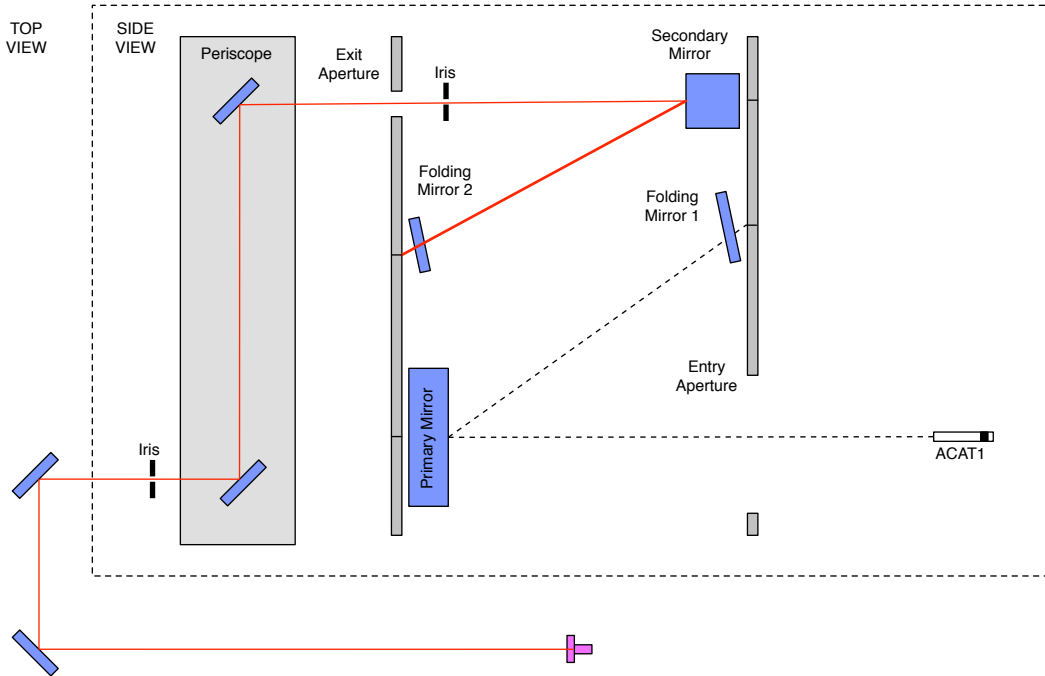 TOP
VIEW
SIDE
VIEW
Periscope
Exit
Aperture
Iris
Secondary
Mirror
Folding
Mirror 2
Folding
Mirror 1
Entry
Aperture
Primary Mirror
Iris
ACAT1